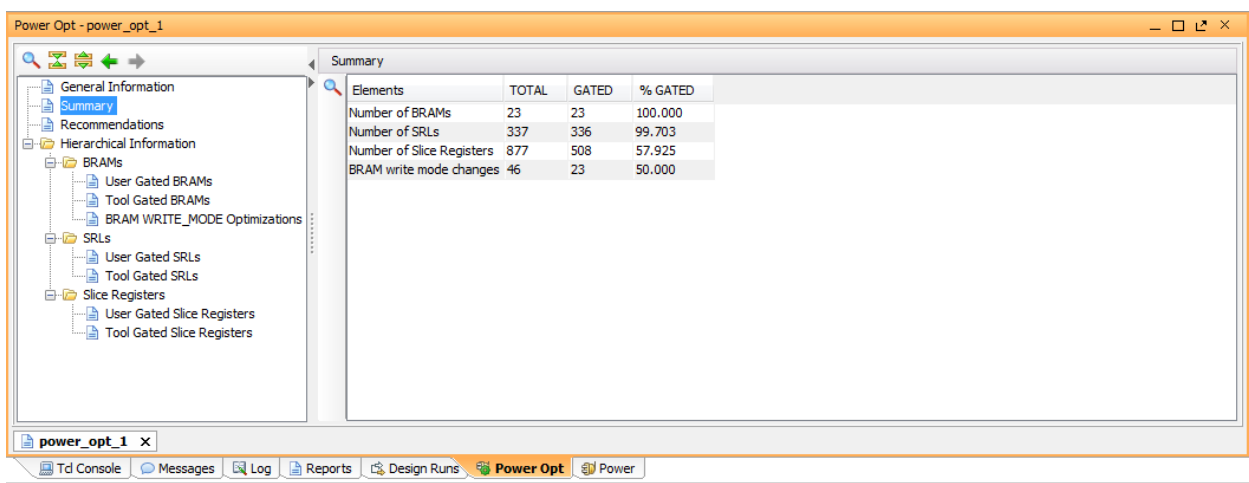 Power Opt - power_opt_1
Summary
General Information
Summary
Recommendations
Hierarchical Information
BRAMs
User Gated BRAMs
Tool Gated BRAMs
BRAM WRITE_MODE Optimizations
SRLs
User Gated SRLs
Tool Gated SRLs
Slice Registers
User Gated Slice Registers
Tool Gated Slice Registers
Elements TOTAL GATED % GATED
Number of BRAMs 23 23 100.000
Number of SRLs 337 336 99.703
Number of Slice Registers 877 508 57.925
BRAM write mode changes 46 23 50.000
power_opt_1
Tcl Console Messages Log Reports Design Runs Power Opt Power